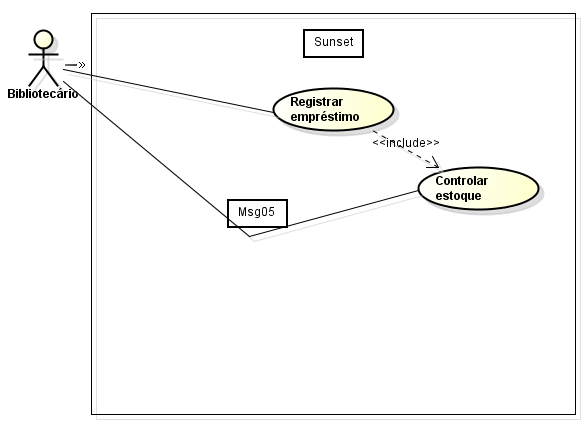 Sunset
Bibliotecário
Registrar
empréstimo
<<include>>
Controlar
estoque
Msg05